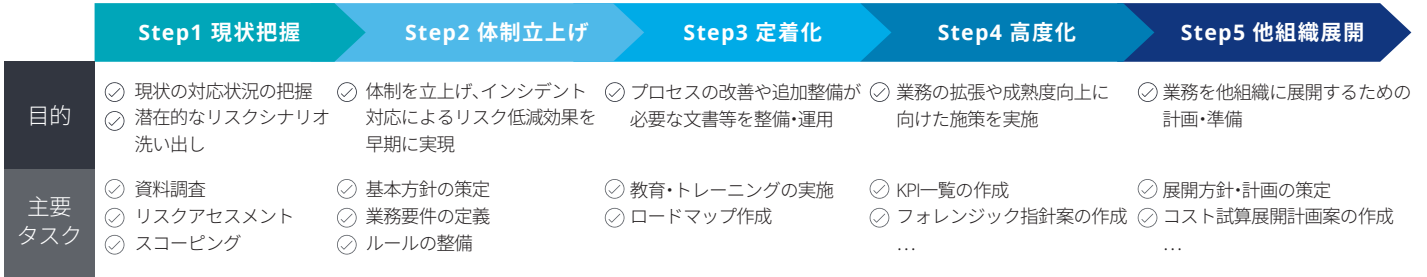 Step1 現状把握
Step2 体制立上げ
Step3 定着化
Step4 高度化
Step5 他組織展開
目的
現状の対応状況の把握
潜在的なリスクシナリオ
洗い出し
体制を立上げ、インシデント
対応によるリスク低減効果を
早期に実現
プロセスの改善や追加整備が
必要な文書等を整備・運用
業務の拡張や成熟度向上に
向けた施策を実施
業務を他組織に展開するための
計画・準備
主要
タスク
資料調査
リスクアセスメント
スコーピング
基本方針の策定
業務要件の定義
ルールの整備
教育・トレーニングの実施
ロードマップ作成
KPI一覧の作成
フォレンジック指針案の作成
…
展開方針・計画の策定
コスト試算展開計画案の作成
…